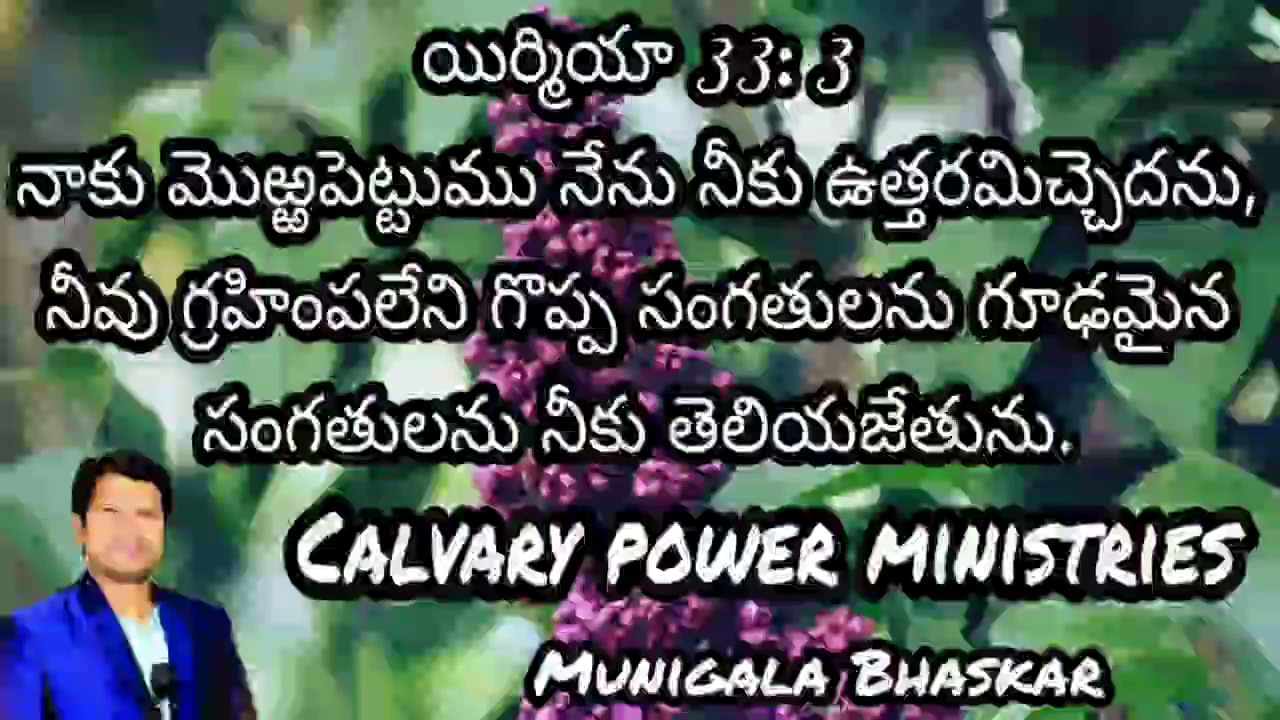 యిర్మియా 33:3
నాకు మొఱ్ఱపెట్టుము నేను నీకు ఉత్తరమిచ్చెదను,
నీవు గ్రహింపలేని గొప్ప సంగతులను గూఢమైన
సంగతులను నీకు తెలియజేతును.
CALVARY POWER MINISTRIES
MUNIGALA BHASKAR